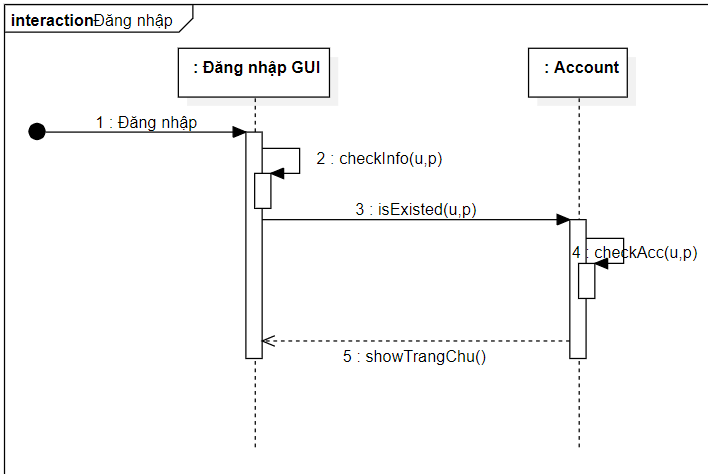 interactionĐăng nhập
: Đăng nhập GUI
: Account
1 : Đăng nhập
2 : checkInfo(u,p)
3 : isExisted(u,p)
4 : checkAcc(u,p)
5 : showTrangChu()